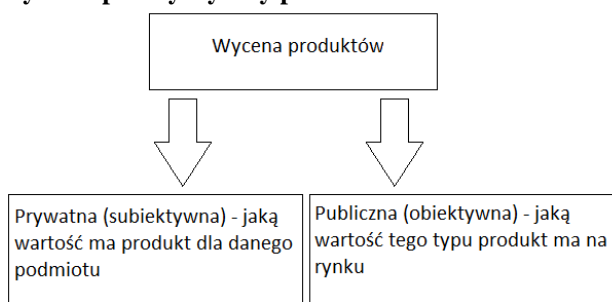 Wycena produktów
Prywatna (subiektywna) - jaką
wartość ma produkt dla danego
podmiotu
Publiczna (obiektywna) - jaką
wartość tego typu produkt ma na
rynku